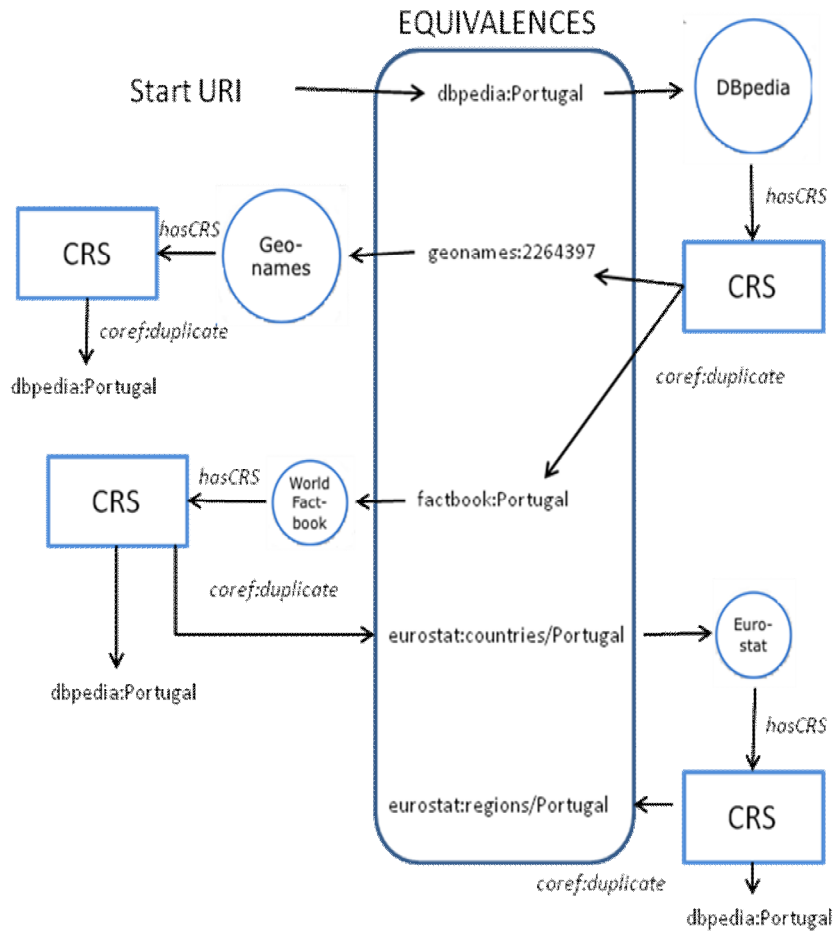 EQUIVALENCES
Start URI
dbpedia:Portugal
DBpedia
hasCRS
CRS
hasCRS
Geo-
names
geonames:2264397
CRS
coref:duplicate
coref:duplicate
dbpedia:Portugal
CRS
hasCRS
World
Fact-
book
factbook:Portugal
coref:duplicate
eurostat:countries/Portugal
Euro-
stat
dbpedia:Portugal
hasCRS
eurostat:regions/Portugal
CRS
coref:duplicate
dbpedia:Portugal